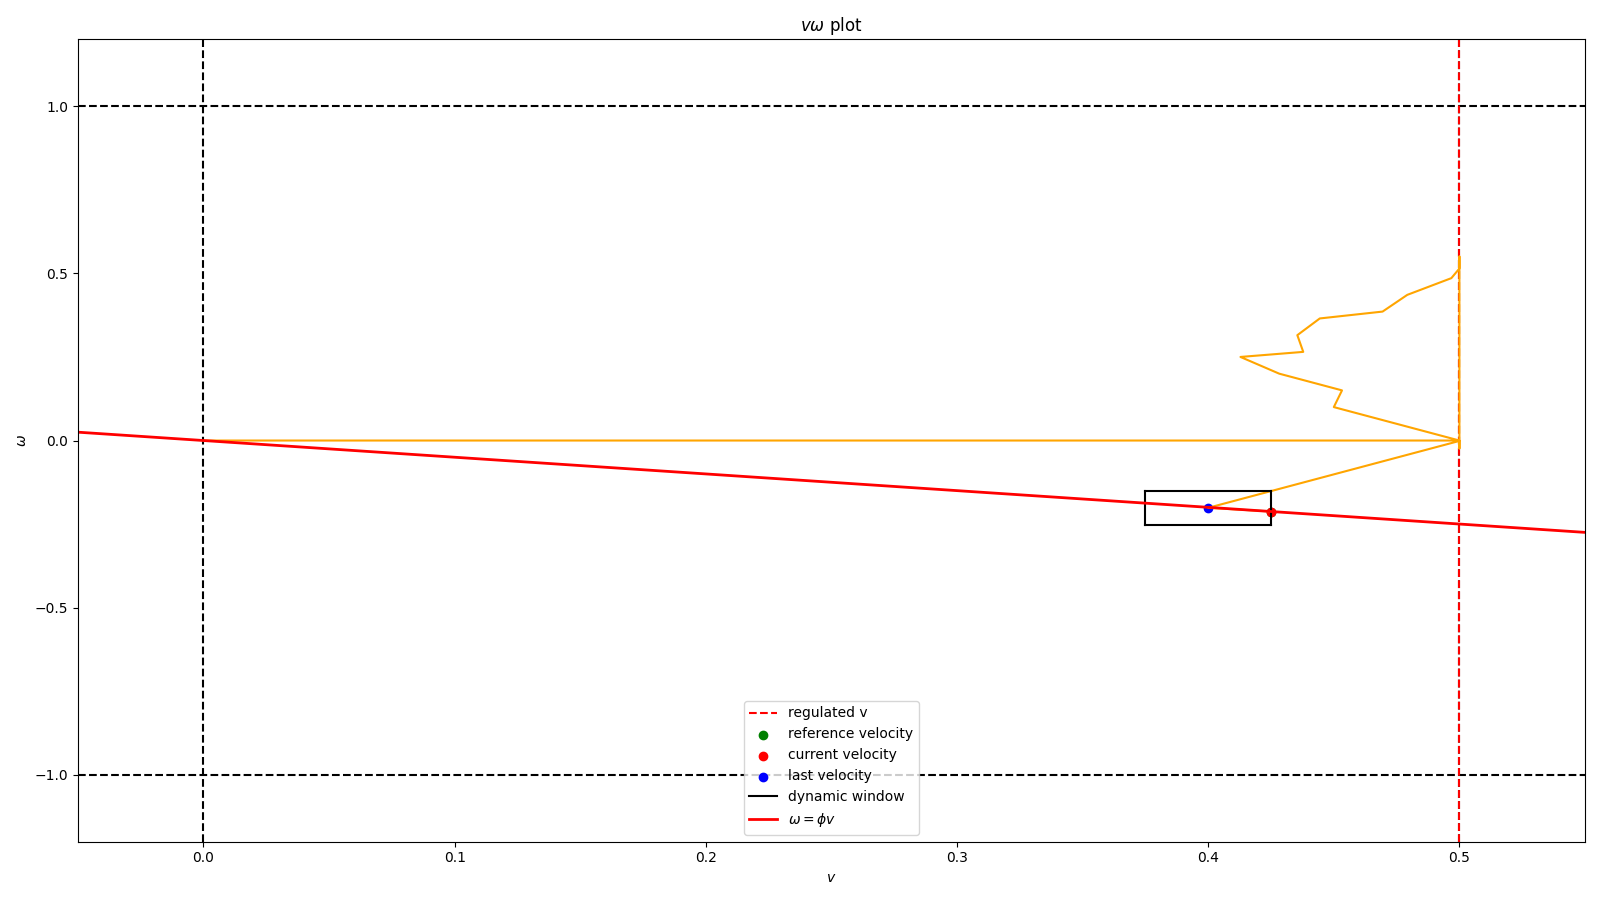 vω plot
1.0
0.5
0.0
−0.5
−1.0
ω
0.0 0.1 0.2 0.3 0.4 0.5
v
regulated v
reference velocity
current velocity
last velocity
dynamic window
ω = ϕv